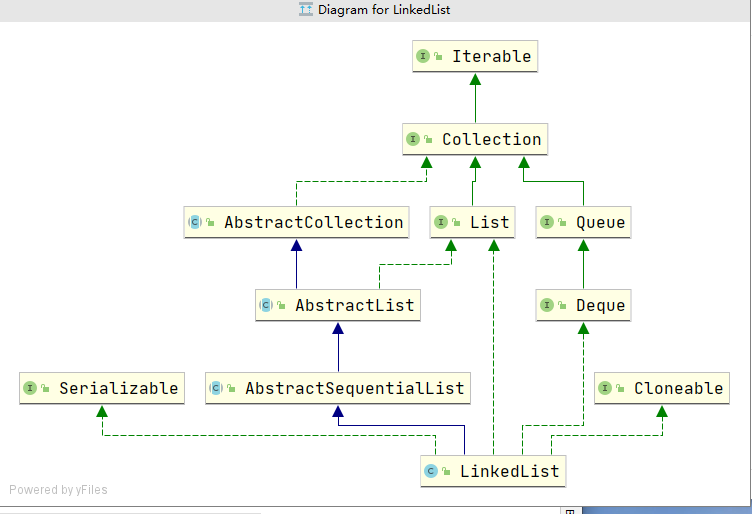 Diagram for LinkedList
Iterable
Collection
AbstractCollection
List
Queue
AbstractList
Deque
Serializable
AbstractSequentialList
Cloneable
LinkedList
Powered by yFiles